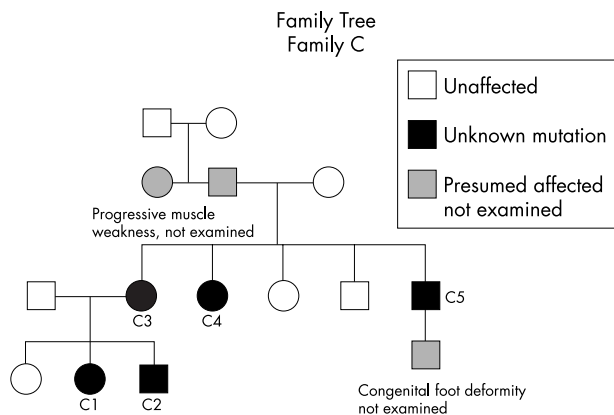 Family Tree
Family C
Unaffected
Unknown mutation
Presumed affected
not examined
Progressive muscle
weakness, not examined
C3
C4
C5
C1
C2
Congenital foot deformity
not examined